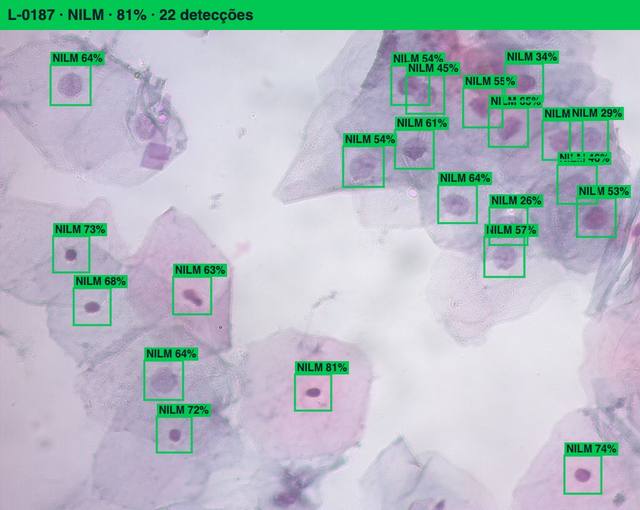 L-0187 · NILM · 81% · 22 detecções
NILM 64%
NILM 54%
NILM 45%
NILM 34%
NILM 55%
NILM
NILM 29%
NILM 61%
NILM 54%
NILM 64%
NILM 53%
NILM 26%
NILM 57%
NILM 73%
NILM 68%
NILM 63%
NILM 64%
NILM 81%
NILM 72%
NILM 74%